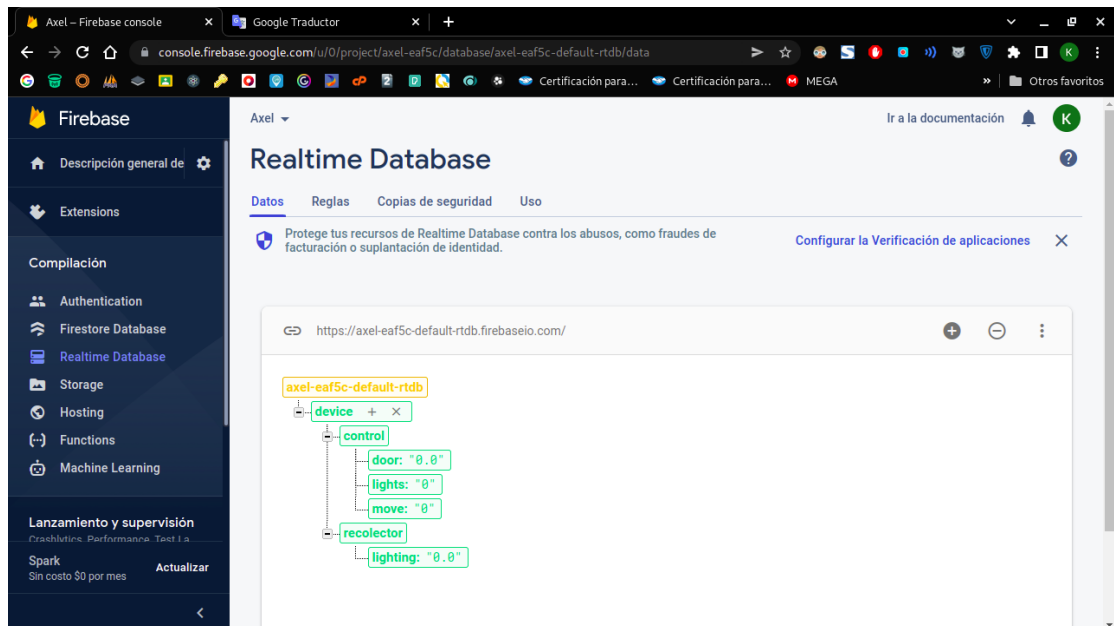 Axel – Firebase console
Google Traductor
console.firebase.google.com/u/0/project/axel-eaf5c/database/axel-eaf5c-default-rtdb/data
Certificación para...
Certificación para...
MEGA
»
Otros favoritos
Firebase
Axel
Ir a la documentación
K
Descripción general de
Realtime Database
Datos
Reglas
Copias de seguridad
Uso
Extensions
Protege tus recursos de Realtime Database contra los abusos, como fraudes de
facturación o suplantación de identidad.
Configurar la Verificación de aplicaciones
Compilación
Authentication
Firestore Database
Realtime Database
Storage
Hosting
Functions
Machine Learning
https://axel-eaf5c-default-rtdb.firebaseio.com/
axel-eaf5c-default-rtdb
device
control
door: "0.0"
lights: "0"
move: "0"
recolector
lighting: "0.0"
Lanzamiento y supervisión
Crashlytics, Performance, Test La
Spark
Sin costo $0 por mes
Actualizar